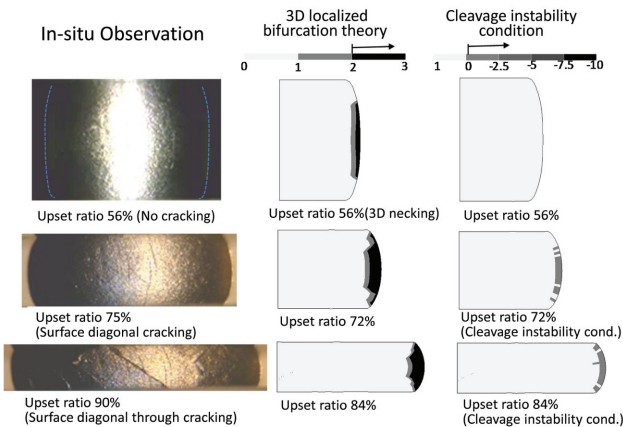 In-situ Observation
3D localized
bifurcation theory
0 1 2 3
Cleavage instability
condition
1 0 -2.5 -5 -7.5 -10
Upset ratio 56% (No cracking)
Upset ratio 56%(3D necking)
Upset ratio 56%
Upset ratio 75%
(Surface diagonal cracking)
Upset ratio 72%
Upset ratio 72%
(Cleavage instability cond.)
Upset ratio 90%
(Surface diagonal through cracking)
Upset ratio 84%
Upset ratio 84%
(Cleavage instability cond.)